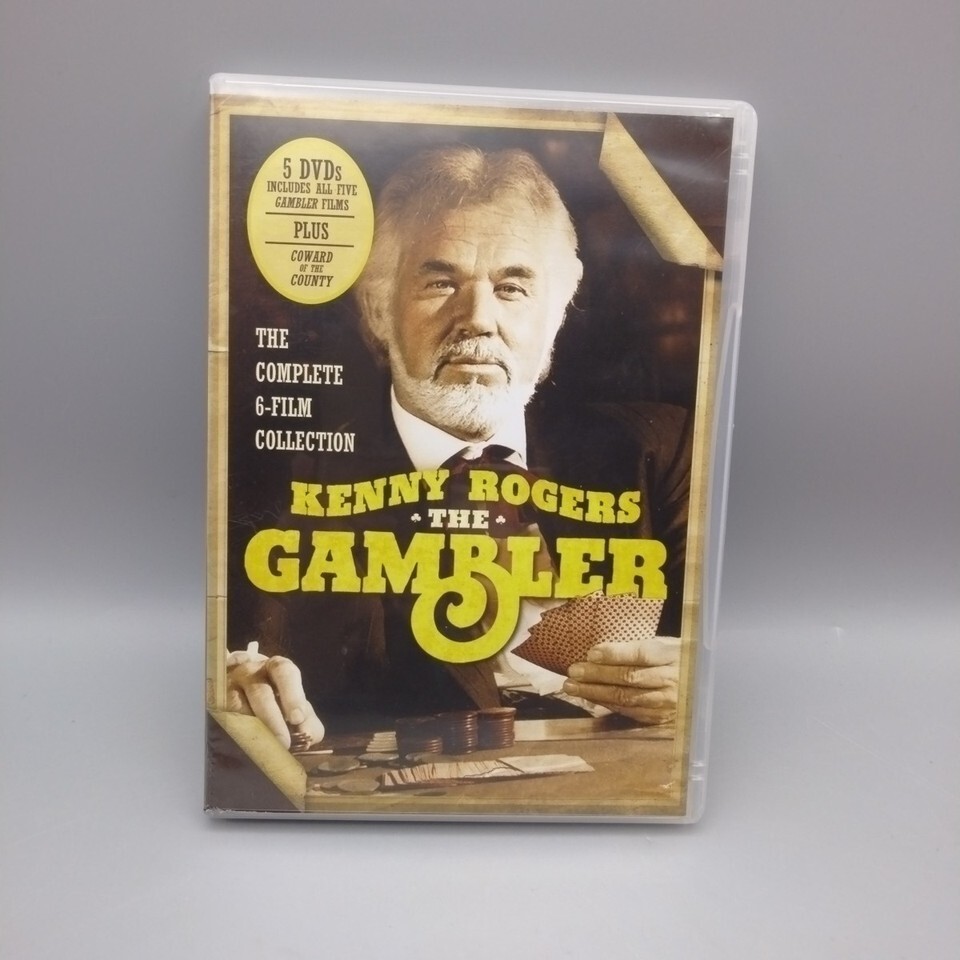 5 DVDs
INCLUDES ALL FIVE
GAMBLER FILMS
PLUS
COWARD
OF THE
COUNTY
THE
COMPLETE
6-FILM
COLLECTION
KENNY ROGERS
THE
GAMBLER